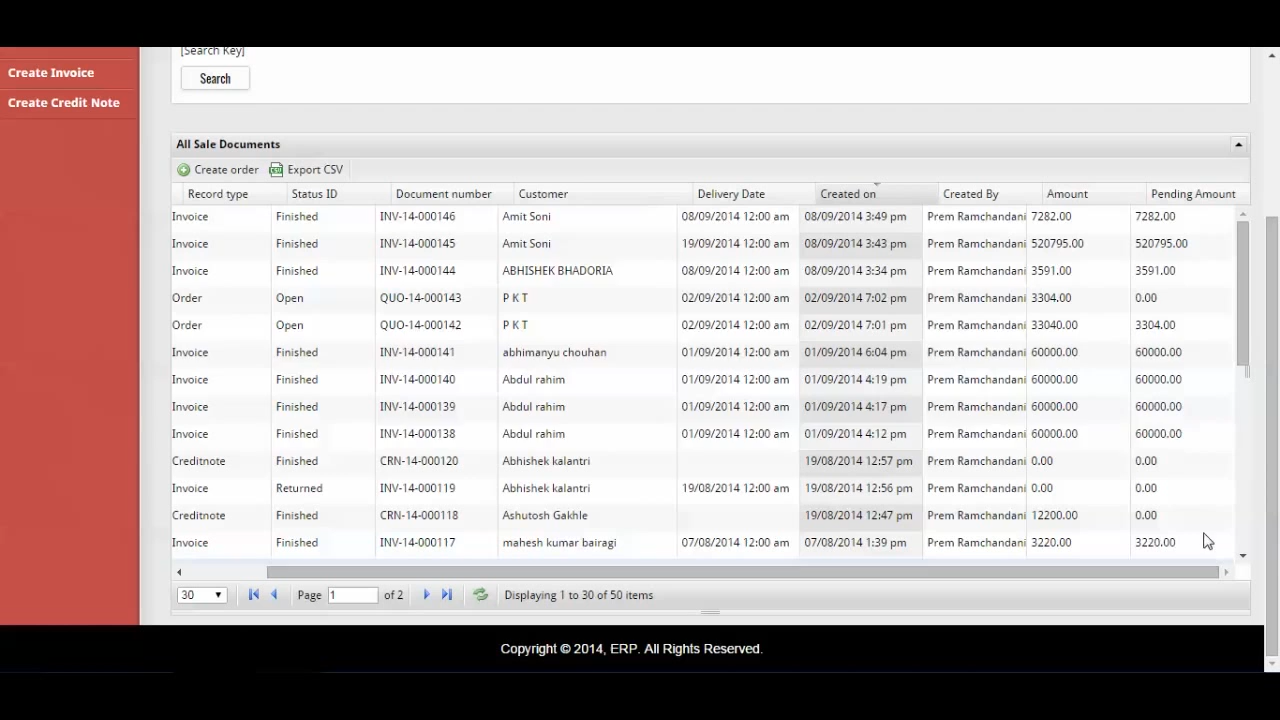 [Search Key]
Create Invoice
Search
Create Credit Note
All Sale Documents
Create order Export CSV
Record type Status ID Document number Customer Delivery Date Created on Created By Amount Pending Amount
Invoice Finished INV-14-000146 Amit Soni 08/09/2014 12:00 am 08/09/2014 3:49 pm Prem Ramchandani 7282.00 7282.00
Invoice Finished INV-14-000145 Amit Soni 19/09/2014 12:00 am 08/09/2014 3:43 pm Prem Ramchandani 520795.00 520795.00
Invoice Finished INV-14-000144 ABHISHEK BHADORIA 08/09/2014 12:00 am 08/09/2014 3:34 pm Prem Ramchandani 3591.00 3591.00
Order Open QUO-14-000143 P K T 02/09/2014 12:00 am 02/09/2014 7:02 pm Prem Ramchandani 3304.00 0.00
Order Open QUO-14-000142 P K T 02/09/2014 12:00 am 02/09/2014 7:01 pm Prem Ramchandani 33040.00 3304.00
Invoice Finished INV-14-000141 abhimanyu chouhan 01/09/2014 12:00 am 01/09/2014 6:04 pm Prem Ramchandani 60000.00 60000.00
Invoice Finished INV-14-000140 Abdul rahim 01/09/2014 12:00 am 01/09/2014 4:19 pm Prem Ramchandani 60000.00 60000.00
Invoice Finished INV-14-000139 Abdul rahim 01/09/2014 12:00 am 01/09/2014 4:17 pm Prem Ramchandani 60000.00 60000.00
Invoice Finished INV-14-000138 Abdul rahim 01/09/2014 12:00 am 01/09/2014 4:12 pm Prem Ramchandani 60000.00 60000.00
Creditnote Finished CRN-14-000120 Abhishek kalantri 19/08/2014 12:57 pm Prem Ramchandani 0.00 0.00
Invoice Returned INV-14-000119 Abhishek kalantri 19/08/2014 12:00 am 19/08/2014 12:56 pm Prem Ramchandani 0.00 0.00
Creditnote Finished CRN-14-000118 Ashutosh Gakhle 19/08/2014 12:47 pm Prem Ramchandani 12200.00 0.00
Invoice Finished INV-14-000117 mahesh kumar bairagi 07/08/2014 12:00 am 07/08/2014 1:39 pm Prem Ramchandani 3220.00 3220.00
30 Page 1 of 2 Displaying 1 to 30 of 50 items
Copyright © 2014, ERP. All Rights Reserved.